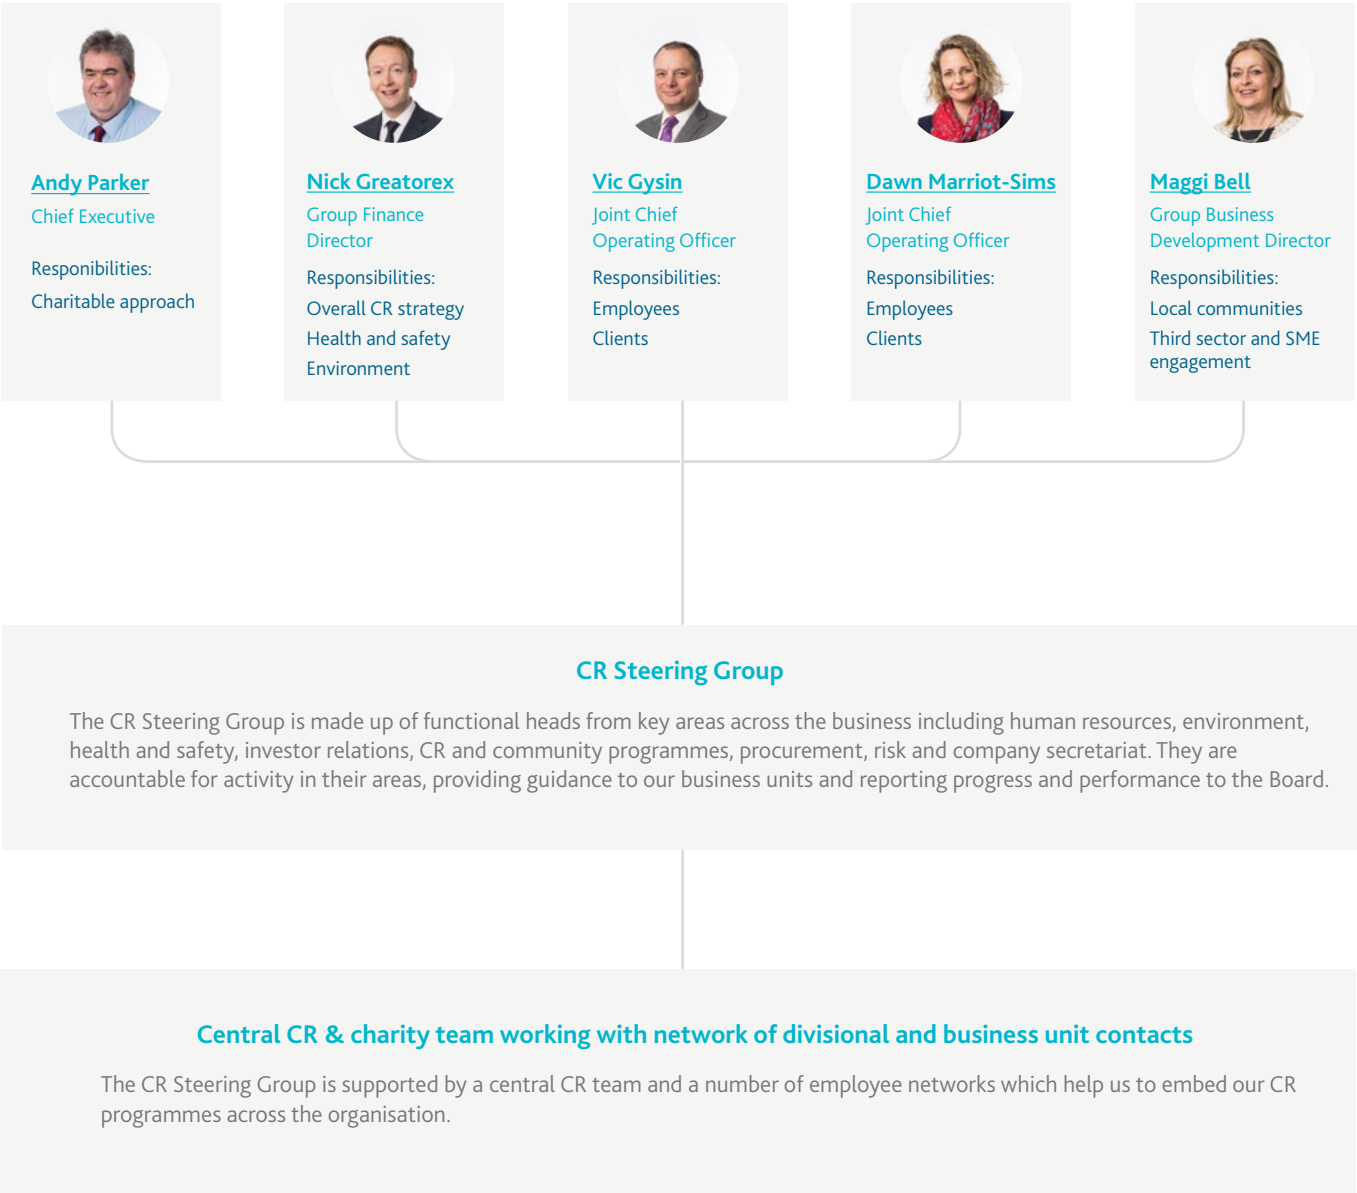 Andy Parker
Chief Executive
Responibilities:
Charitable approach
Nick Greatorex
Group Finance
Director
Responsibilities:
Overall CR strategy
Health and safety
Environment
Vic Gysin
Joint Chief
Operating Officer
Responsibilities:
Employees
Clients
Dawn Marriot-Sims
Joint Chief
Operating Officer
Responsibilities:
Employees
Clients
Maggi Bell
Group Business
Development Director
Responsibilities:
Local communities
Third sector and SME
engagement
CR Steering Group
The CR Steering Group is made up of functional heads from key areas across the business including human resources, environment,
health and safety, investor relations, CR and community programmes, procurement, risk and company secretariat. They are
accountable for activity in their areas, providing guidance to our business units and reporting progress and performance to the Board.
Central CR & charity team working with network of divisional and business unit contacts
The CR Steering Group is supported by a central CR team and a number of employee networks which help us to embed our CR
programmes across the organisation.